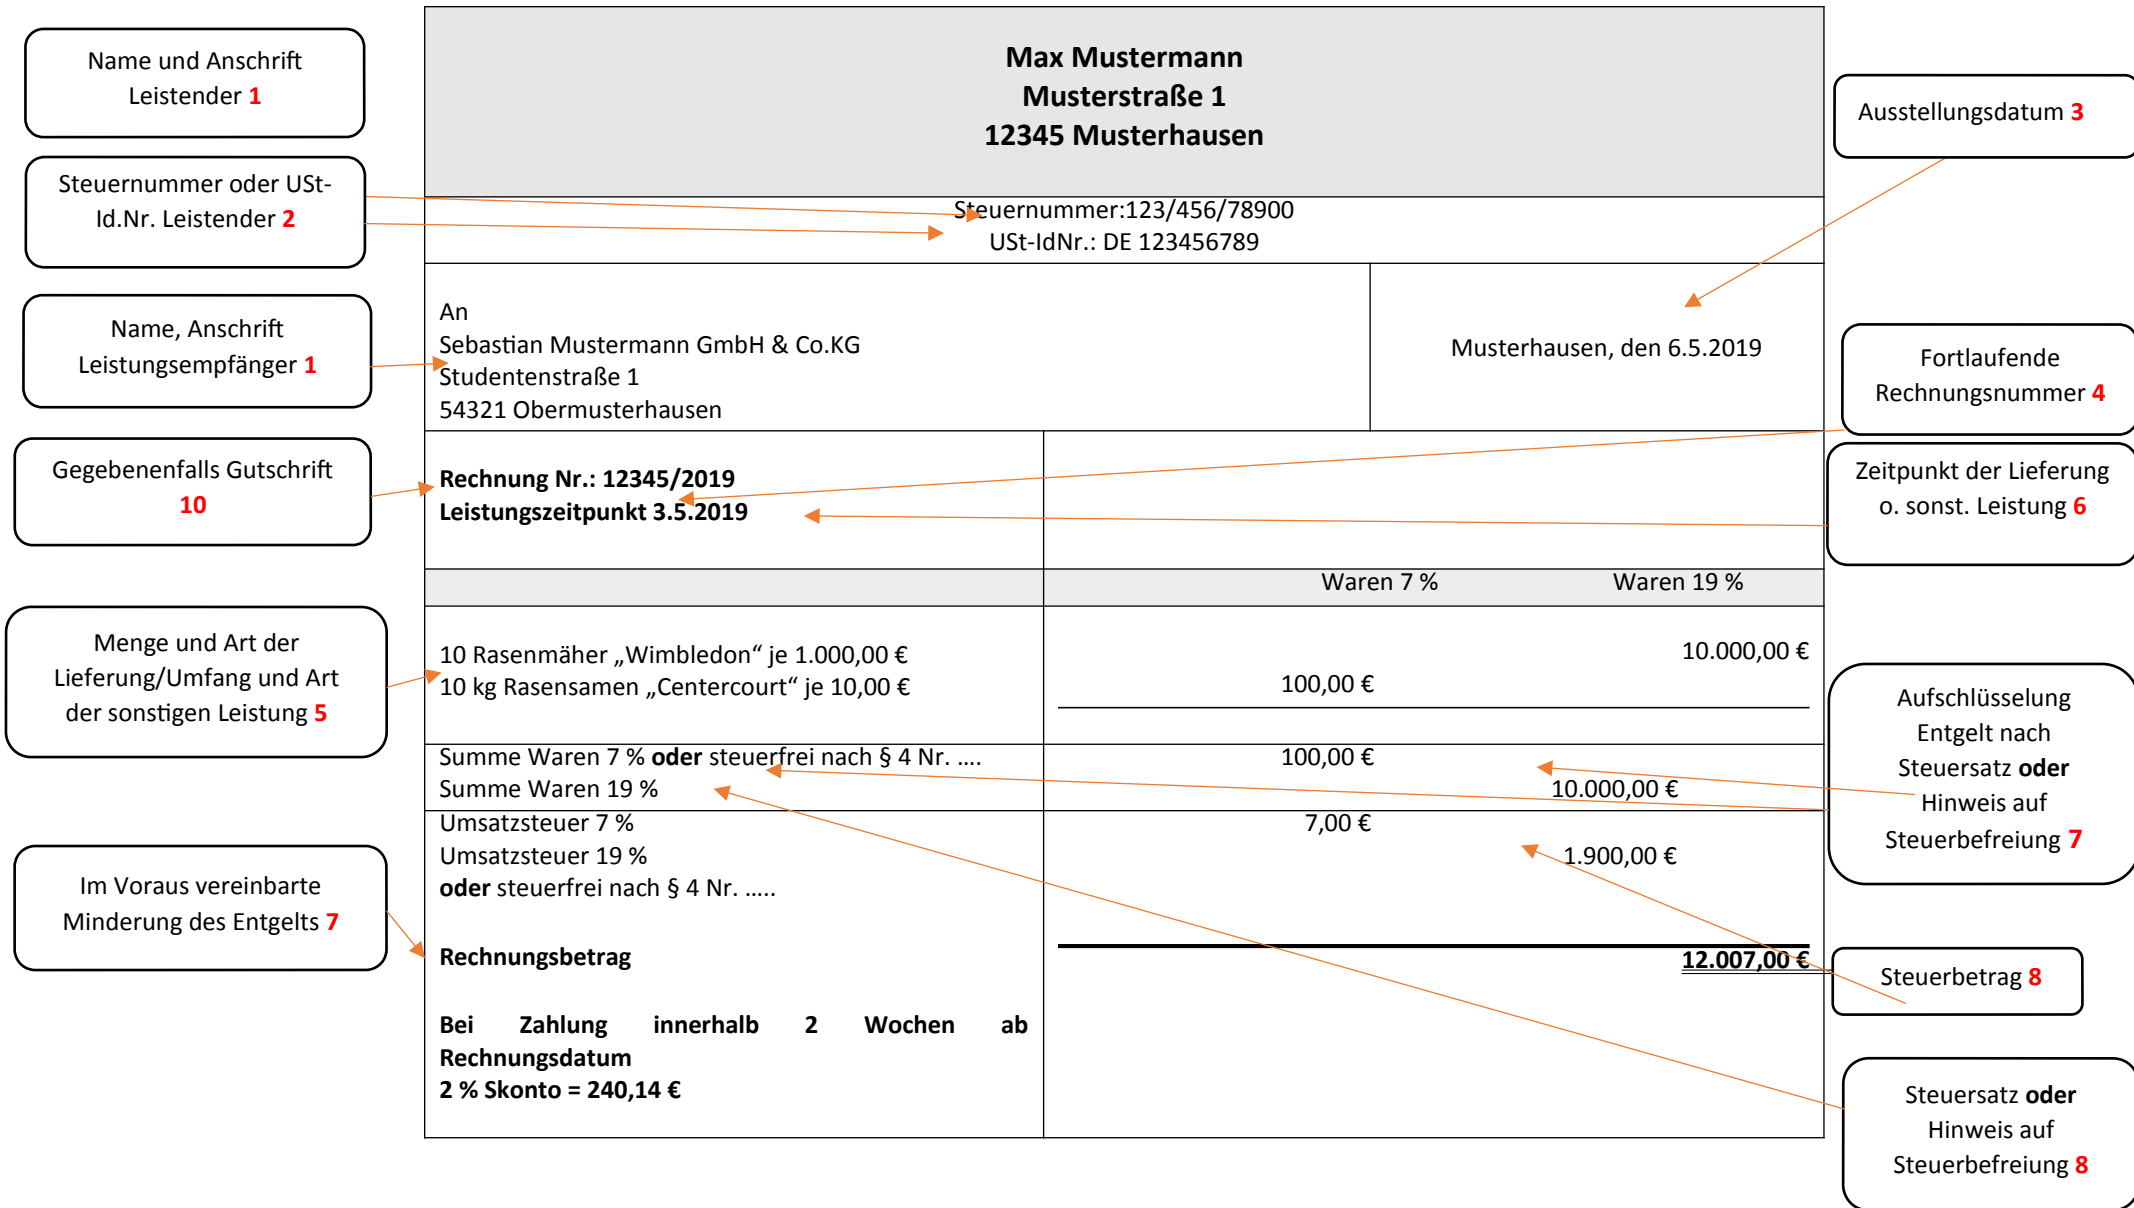 Name und Anschrift
Leistender 1
Steuernummer oder USt-
Id.Nr. Leistender 2
Name, Anschrift
Leistungsempfänger 1
Gegebenenfalls Gutschrift
10
Menge und Art der
Lieferung/Umfang und Art
der sonstigen Leistung 5
Im Voraus vereinbarte
Minderung des Entgelts 7
Max Mustermann
Musterstraße 1
12345 Musterhausen
Steuernummer:123/456/78900
USt-IdNr.: DE 123456789
An
Sebastian Mustermann GmbH & Co.KG
Studentenstraße 1
54321 Obermusterhausen
Musterhausen, den 6.5.2019
Rechnung Nr.: 12345/2019
Leistungszeitpunkt 3.5.2019
Waren 7 % Waren 19 %
10 Rasenmäher „Wimbledon“ je 1.000,00 € 10.000,00 €
10 kg Rasensamen „Centercourt“ je 10,00 € 100,00 €
Summe Waren 7 % oder steuerfrei nach § 4 Nr. .... 100,00 €
Summe Waren 19 % 10.000,00 €
Umsatzsteuer 7 % 7,00 €
Umsatzsteuer 19 % 1.900,00 €
oder steuerfrei nach § 4 Nr. .....
Rechnungsbetrag 12.007,00 €
Bei Zahlung innerhalb 2 Wochen ab
Rechnungsdatum
2 % Skonto = 240,14 €
Ausstellungsdatum 3
Fortlaufende
Rechnungsnummer 4
Zeitpunkt der Lieferung
o. sonst. Leistung 6
Aufschlüsselung
Entgelt nach
Steuersatz oder
Hinweis auf
Steuerbefreiung 7
Steuerbetrag 8
Steuersatz oder
Hinweis auf
Steuerbefreiung 8